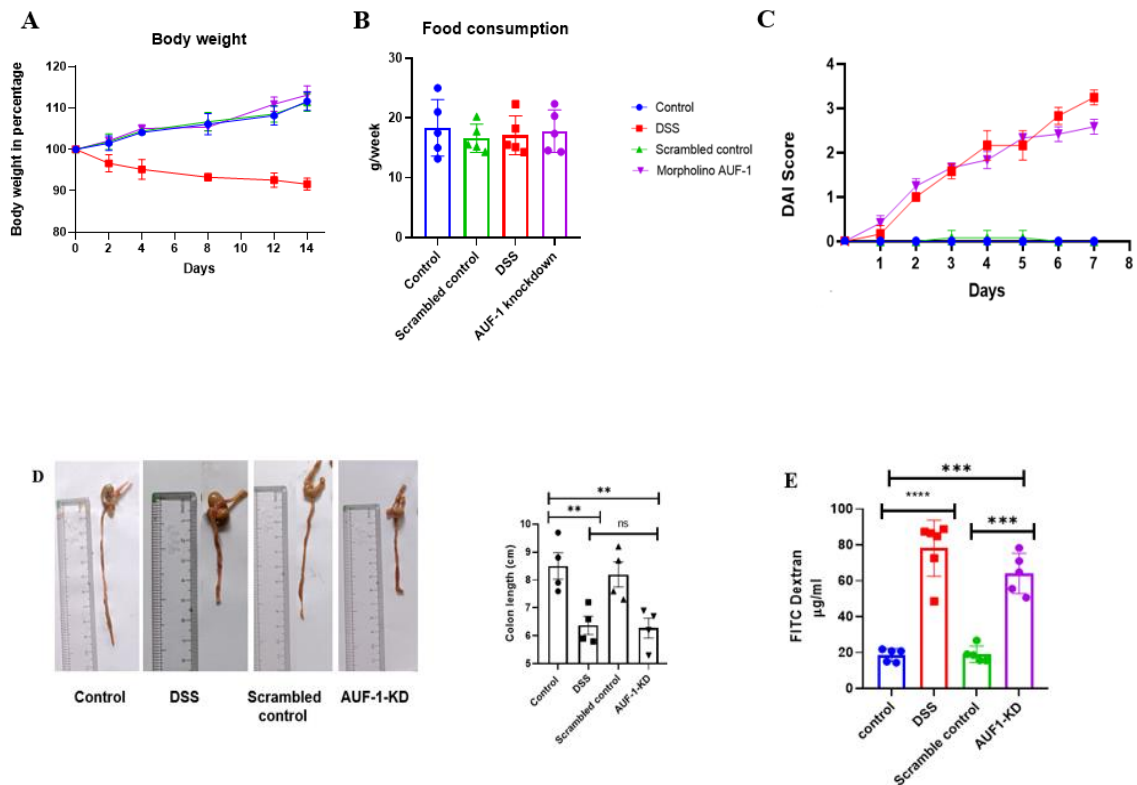 A
Body weight
Body weight in percentage
120
110
100
90
80
0 2 4 6 8 10 12 14
Days
B
Food consumption
g/week
30
20
10
0
Control
Scrambled control
DSS
AUF-1 knockdown
Control
DSS
Scrambled control
Morpholino AUF-1
C
DAI Score
4
3
2
1
0
1 2 3 4 5 6 7 8
Days
D
Control
DSS
Scrambled
control
AUF-1-KD
Colon length (cm)
10
9
8
7
6
5
**
**
ns
Control
DSS
Scrambled control
AUF-1-KD
E
FITC Dextran
µg/ml
100
80
60
40
20
0
***
****
***
control
DSS
Scramble control
AUF1-KD